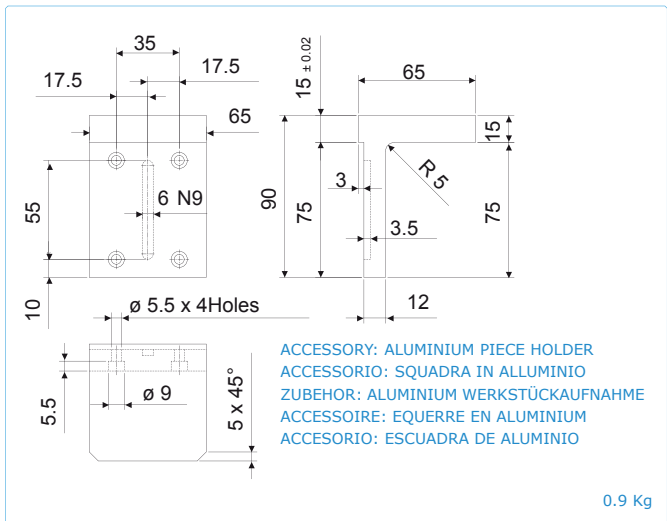 35
17.5
17.5
15 ± 0.02
65
65
15
3
R 5
6 N9
55
90
75
75
3.5
10
12
ø 5.5 x 4Holes
ø 9
5.5
5 x 45°
ACCESSORY: ALUMINIUM PIECE HOLDER
ACCESSORIO: SQUADRA IN ALLUMINIO
ZUBEHOR: ALUMINIUM WERKSTÜCKAUFNAHME
ACCESSOIRE: EQUERRE EN ALUMINIUM
ACCESORIO: ESCUADRA DE ALUMINIO
0.9 Kg